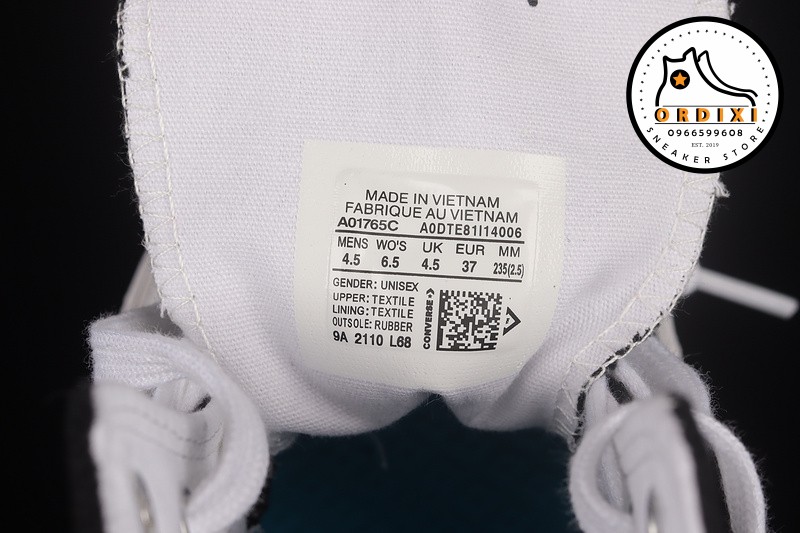 ORDIXI
0966599608
EST. 2019
SNEAKER STORE
MADE IN VIETNAM
FABRIQUE AU VIETNAM
A01765C A0DTE81I14006
MENS WO'S UK EUR MM
4.5 6.5 4.5 37 235(2.5)
GENDER: UNISEX
UPPER: TEXTILE
LINING: TEXTILE
OUTSOLE: RUBBER
9A 2110 L68
CONVERSE